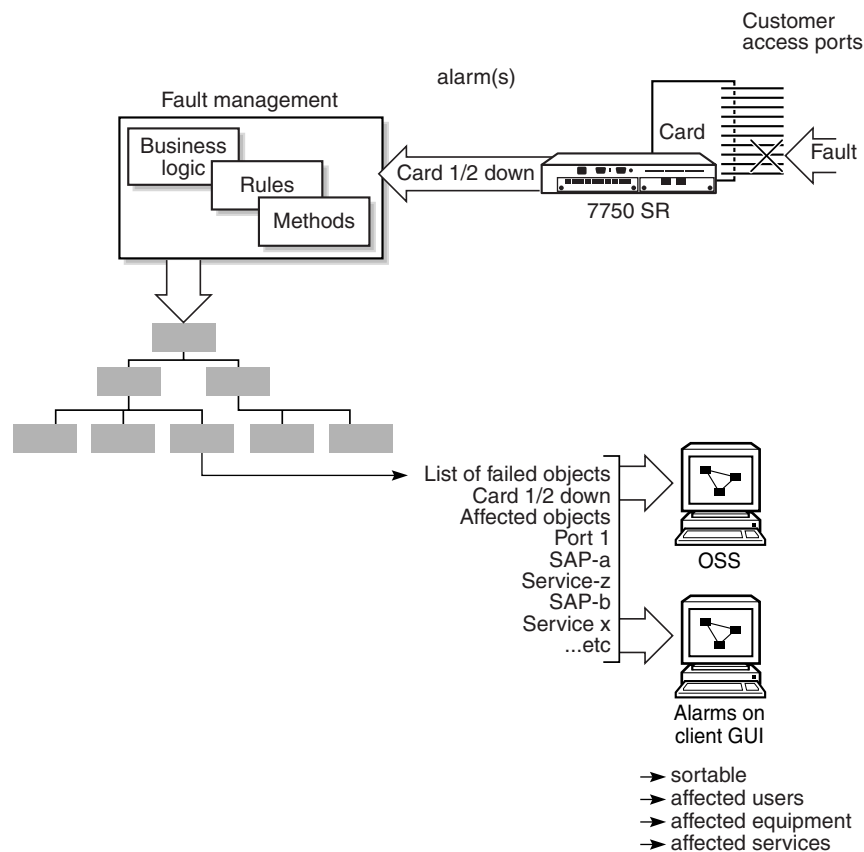 Customer
access ports
alarm(s)
Fault management
Card
Business
logic
Rules
Methods
Card 1/2 down
Fault
7750 SR
List of failed objects
Card 1/2 down
Affected objects
Port 1
SAP-a
Service-z
SAP-b
Service x
...etc
OSS
Alarms on
client GUI
sortable
affected users
affected equipment
affected services